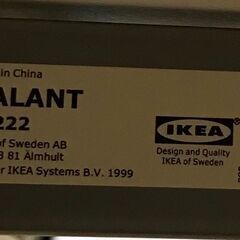 in China
ALANT
222
of Sweden AB
3 81 Älmhult
er IKEA Systems B.V. 1999
IKEA
®
Design and Quality
IKEA of Sweden